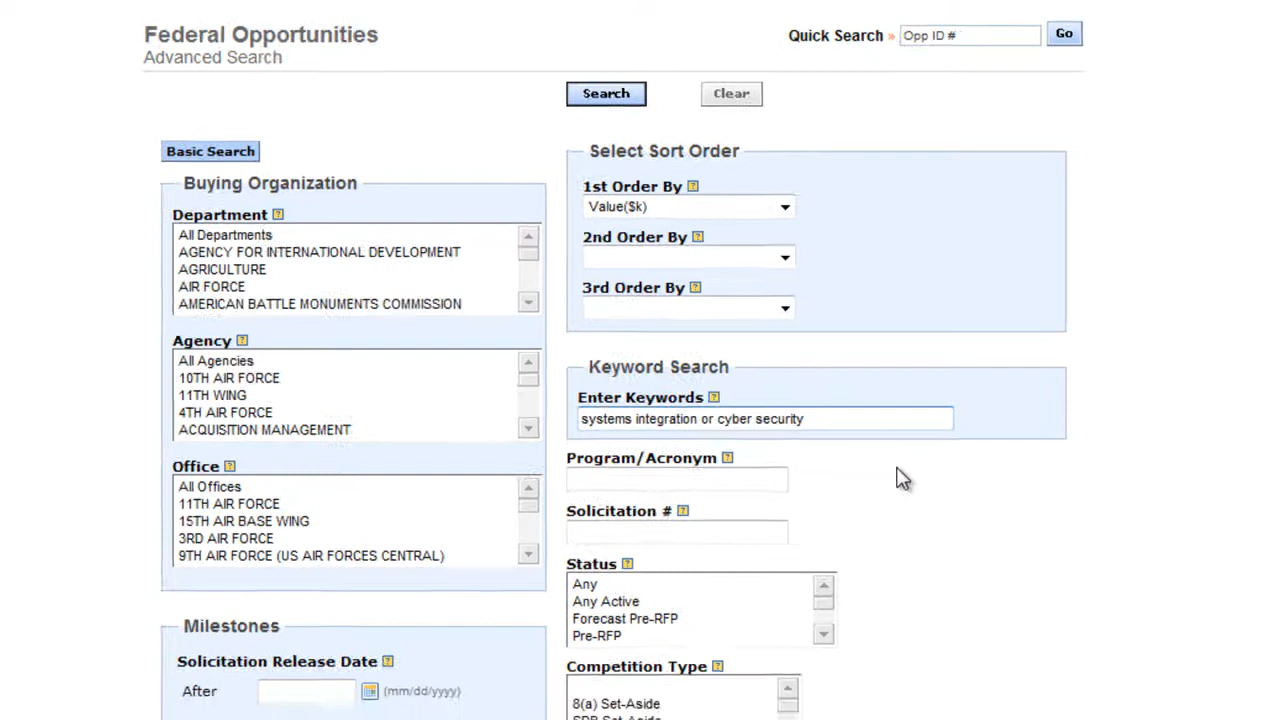 Federal Opportunities
Advanced Search
Quick Search » Opp ID # Go
Search Clear
Basic Search
Buying Organization
Department ?
All Departments
AGENCY FOR INTERNATIONAL DEVELOPMENT
AGRICULTURE
AIR FORCE
AMERICAN BATTLE MONUMENTS COMMISSION
Agency ?
All Agencies
10TH AIR FORCE
11TH WING
4TH AIR FORCE
ACQUISITION MANAGEMENT
Office ?
All Offices
11TH AIR FORCE
15TH AIR BASE WING
3RD AIR FORCE
9TH AIR FORCE (US AIR FORCES CENTRAL)
Milestones
Solicitation Release Date ?
After (mm/dd/yyyy)
Select Sort Order
1st Order By ?
Value($k)
2nd Order By ?
3rd Order By ?
Keyword Search
Enter Keywords ?
systems integration or cyber security
Program/Acronym ?
Solicitation # ?
Status ?
Any
Any Active
Forecast Pre-RFP
Pre-RFP
Competition Type ?
8(a) Set-Aside
SDB Set-Aside